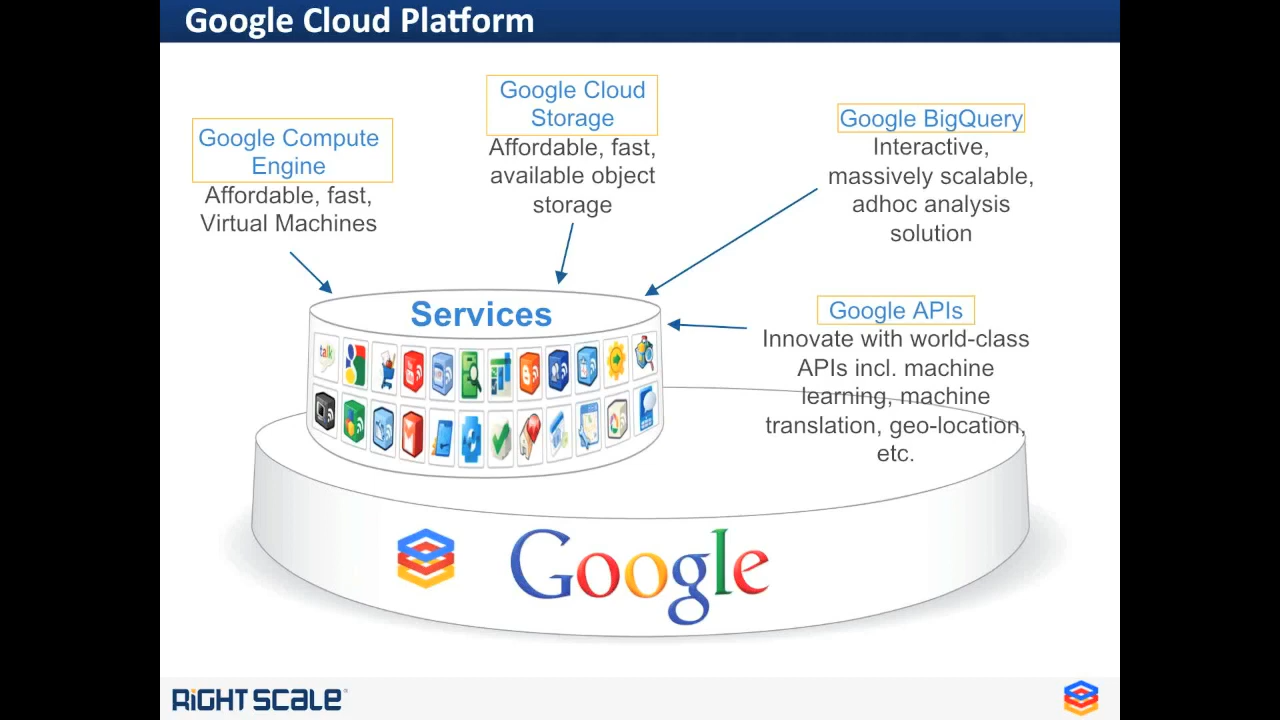 Google Cloud Platform
Google Cloud
Storage
Affordable, fast,
available object
storage
Google BigQuery
Interactive,
massively scalable,
adhoc analysis
solution
Google Compute
Engine
Affordable, fast,
Virtual Machines
Google APIs
Innovate with world-class
APIs incl. machine
learning, machine
translation, geo-location,
etc.
Services
talk
Google
RIGHTSCALE